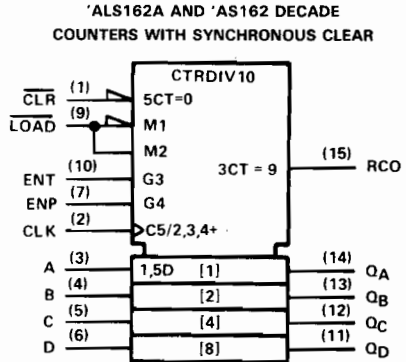 'ALS162A AND 'AS162 DECADE
COUNTERS WITH SYNCHRONOUS CLEAR
CTRDIV10
CLR (1) 5CT=0
LOAD (9) M1
M2
ENT (10) G3 3CT = 9 (15) RCO
ENP (7) G4
CLK (2) C5/2,3,4+
A (3) 1,5D [1] (14) QA
B (4) [2] (13) QB
C (5) [4] (12) QC
D (6) [8] (11) QD